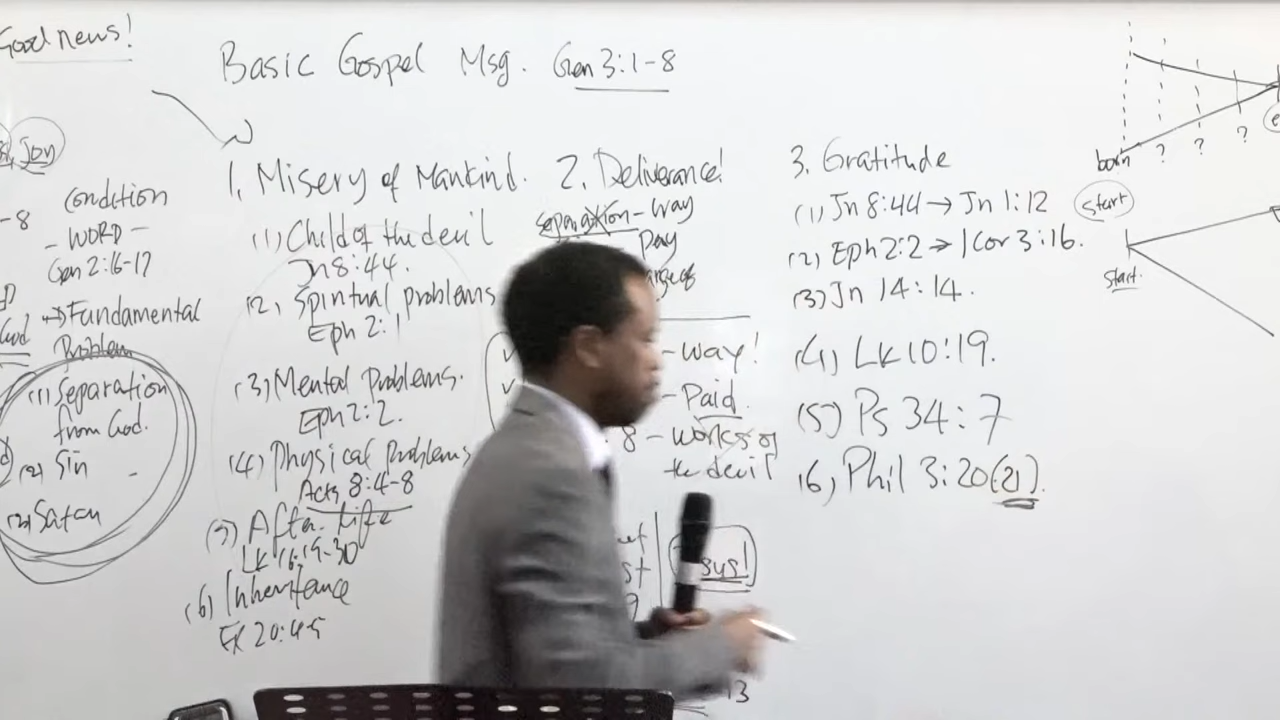 Good news!
Basic Gospel Msg. Gen 3:1-8
Jon
-8
condition
- WORD -
Gen 2:16-17
→ Fundamental
Problem
(1) Separation
from God.
(2) Sin -
(3) Satan
God
1. Misery of Mankind.
(1) Child of the devil
Jn 8:44.
(2) Spiritual problems
Eph 2:1
(3) Mental Problems.
Eph 2:2.
(4) Physical Problems
Acts 8:4-8
(5) After life
Lk 16:19-30
(6) Inheritance
EX 20:4-5
2. Deliverance!
separation - way
pay
- way!
- Paid.
8 - works of
the devil
sus!
13
3. Gratitude
(1) Jn 8:44 → Jn 1:12
(2) Eph 2:2 → 1 Cor 3:16.
(3) Jn 14:14.
(4) Lk 10:19.
(5) Ps 34:7
(6) Phil 3:20(21).
born ? ? ?
start
start